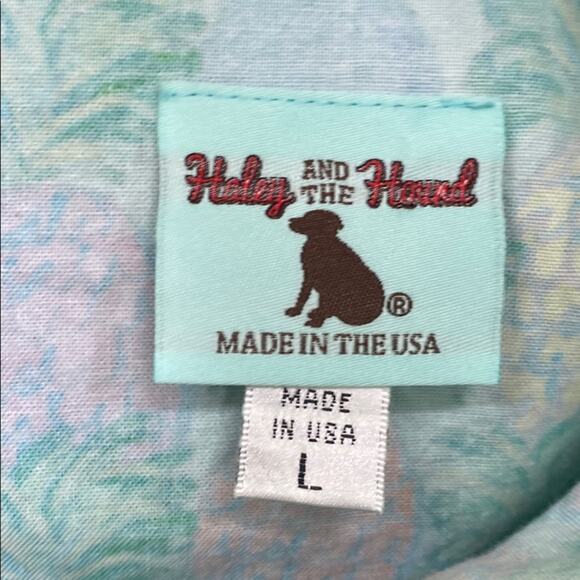 Haley AND THE Hound
®
MADE IN THE USA
MADE
IN USA
L